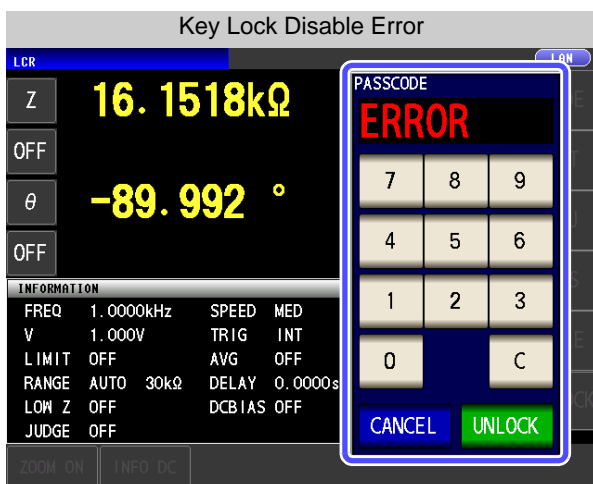 Key Lock Disable Error
LCR
LAN
Z 16.1518kΩ
OFF
θ -89.992 °
OFF
INFORMATION
FREQ 1.0000kHz SPEED MED
V 1.000V TRIG INT
LIMIT OFF AVG OFF
RANGE AUTO 30kΩ DELAY 0.0000s
LOW Z OFF DCBIAS OFF
JUDGE OFF
ZOOM ON INFO DC
PASSCODE
ERROR
7 8 9
4 5 6
1 2 3
0 C
CANCEL UNLOCK